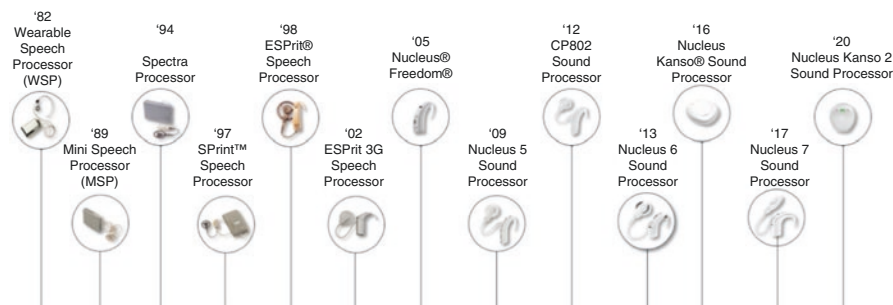 ‘82
Wearable
Speech
Processor
(WSP)
‘89
Mini Speech
Processor
(MSP)
‘94
Spectra
Processor
‘97
SPrint™
Speech
Processor
‘98
ESPrit®
Speech
Processor
‘02
ESPrit 3G
Speech
Processor
‘05
Nucleus®
Freedom®
‘09
Nucleus 5
Sound
Processor
‘12
CP802
Sound
Processor
‘13
Nucleus 6
Sound
Processor
‘16
Nucleus
Kanso® Sound
Processor
‘17
Nucleus 7
Sound
Processor
‘20
Nucleus Kanso 2
Sound Processor